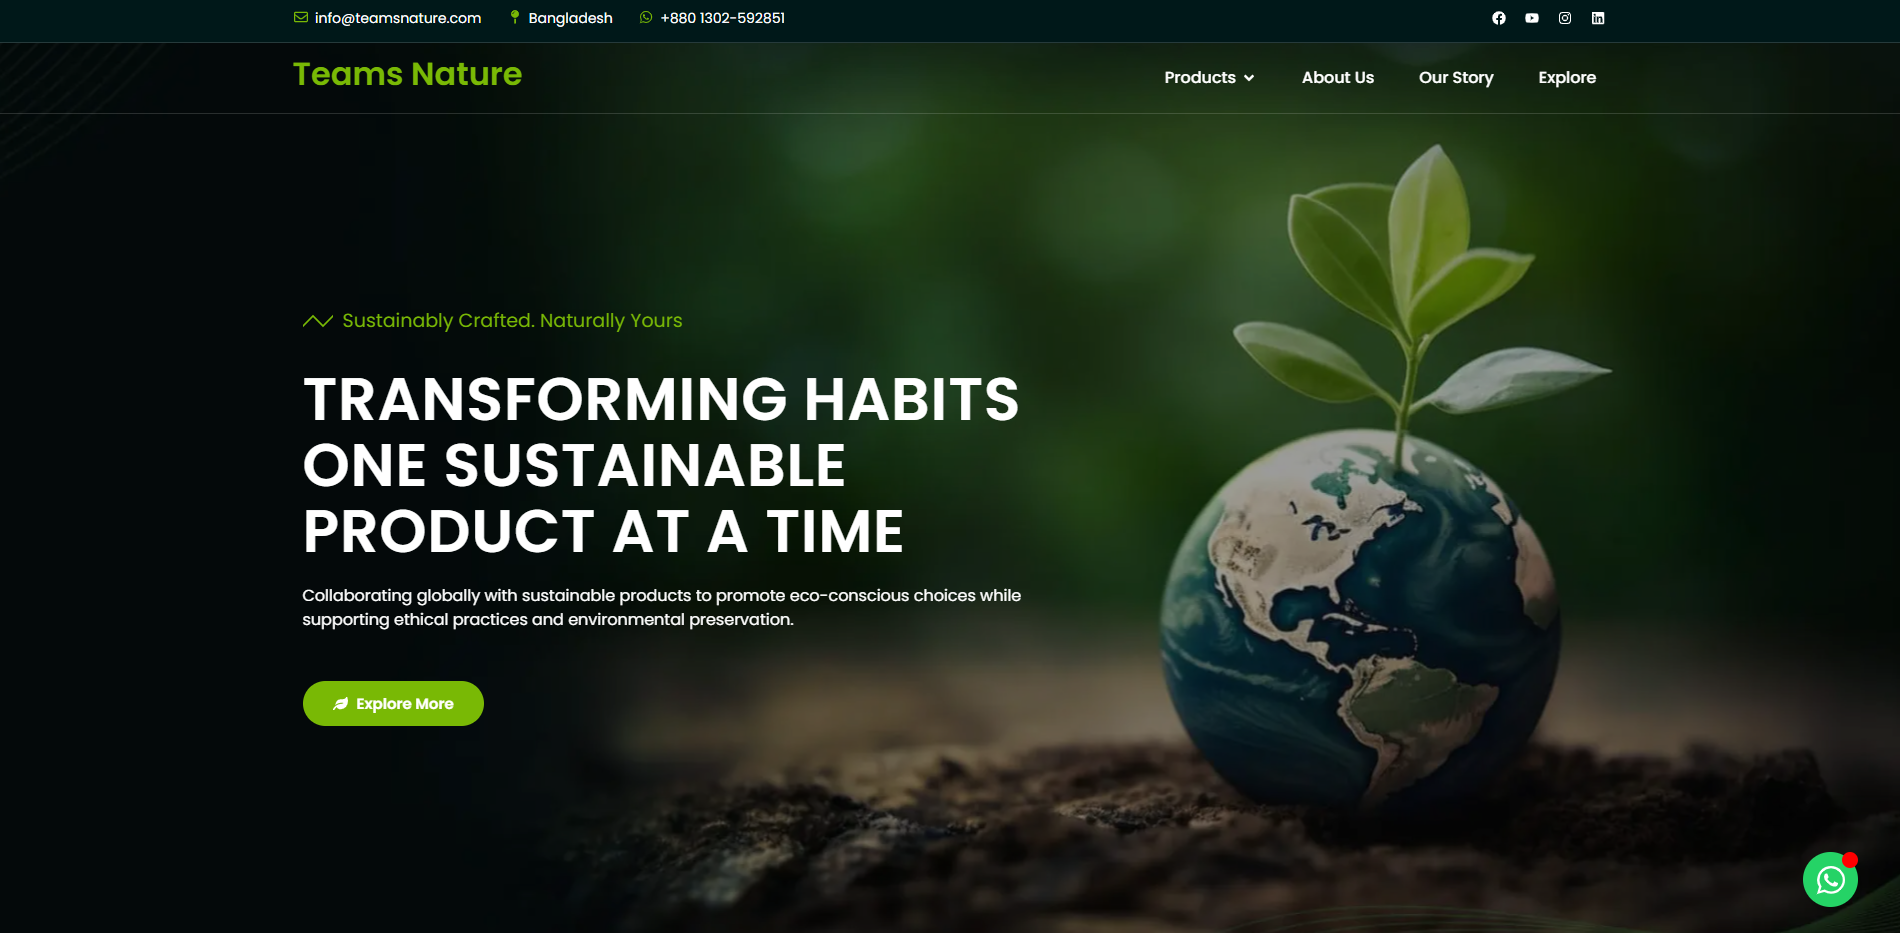 info@teamsnature.com
Bangladesh
+880 1302-592851
Teams Nature
Products
About Us
Our Story
Explore
Sustainably Crafted. Naturally Yours
TRANSFORMING HABITS
ONE SUSTAINABLE
PRODUCT AT A TIME
Collaborating globally with sustainable products to promote eco-conscious choices while
supporting ethical practices and environmental preservation.
Explore More